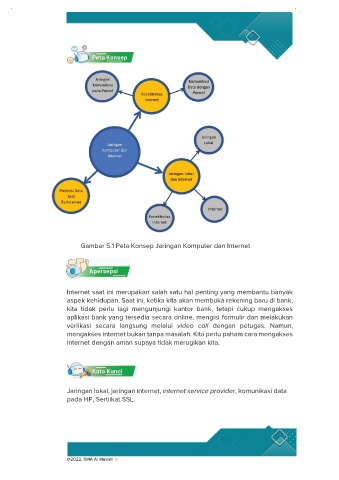 Peta Konsep
Jaringan
Komunikasi
pada Ponsel
Komunikasi
Data dengan
Ponsel
Konektivitas
Internet
Jaringan
Lokal
Jaringan
Komputer dan
Internet
Jaringan Lokal
dan Internet
Proteksi Data
Saat
Berinternet
Internet
Konektivitas
Internet
Gambar 5.1 Peta Konsep Jaringan Komputer dan Internet
Apersepsi
Internet saat ini merupakan salah satu hal penting yang membantu banyak
aspek kehidupan. Saat ini, ketika kita akan membuka rekening baru di bank,
kita tidak perlu lagi mengunjungi kantor bank, tetapi cukup mengakses
aplikasi bank yang tersedia secara online, mengisi formulir dan melakukan
verifikasi secara langsung melalui video call dengan petugas. Namun,
mengakses internet bukan tanpa masalah. Kita perlu paham cara mengakses
internet dengan aman supaya tidak merugikan kita.
Kata Kunci
Jaringan lokal, jaringan internet, internet service provider, komunikasi data
pada HP, Sertifikat SSL.
©2022, SMA Al Masoem